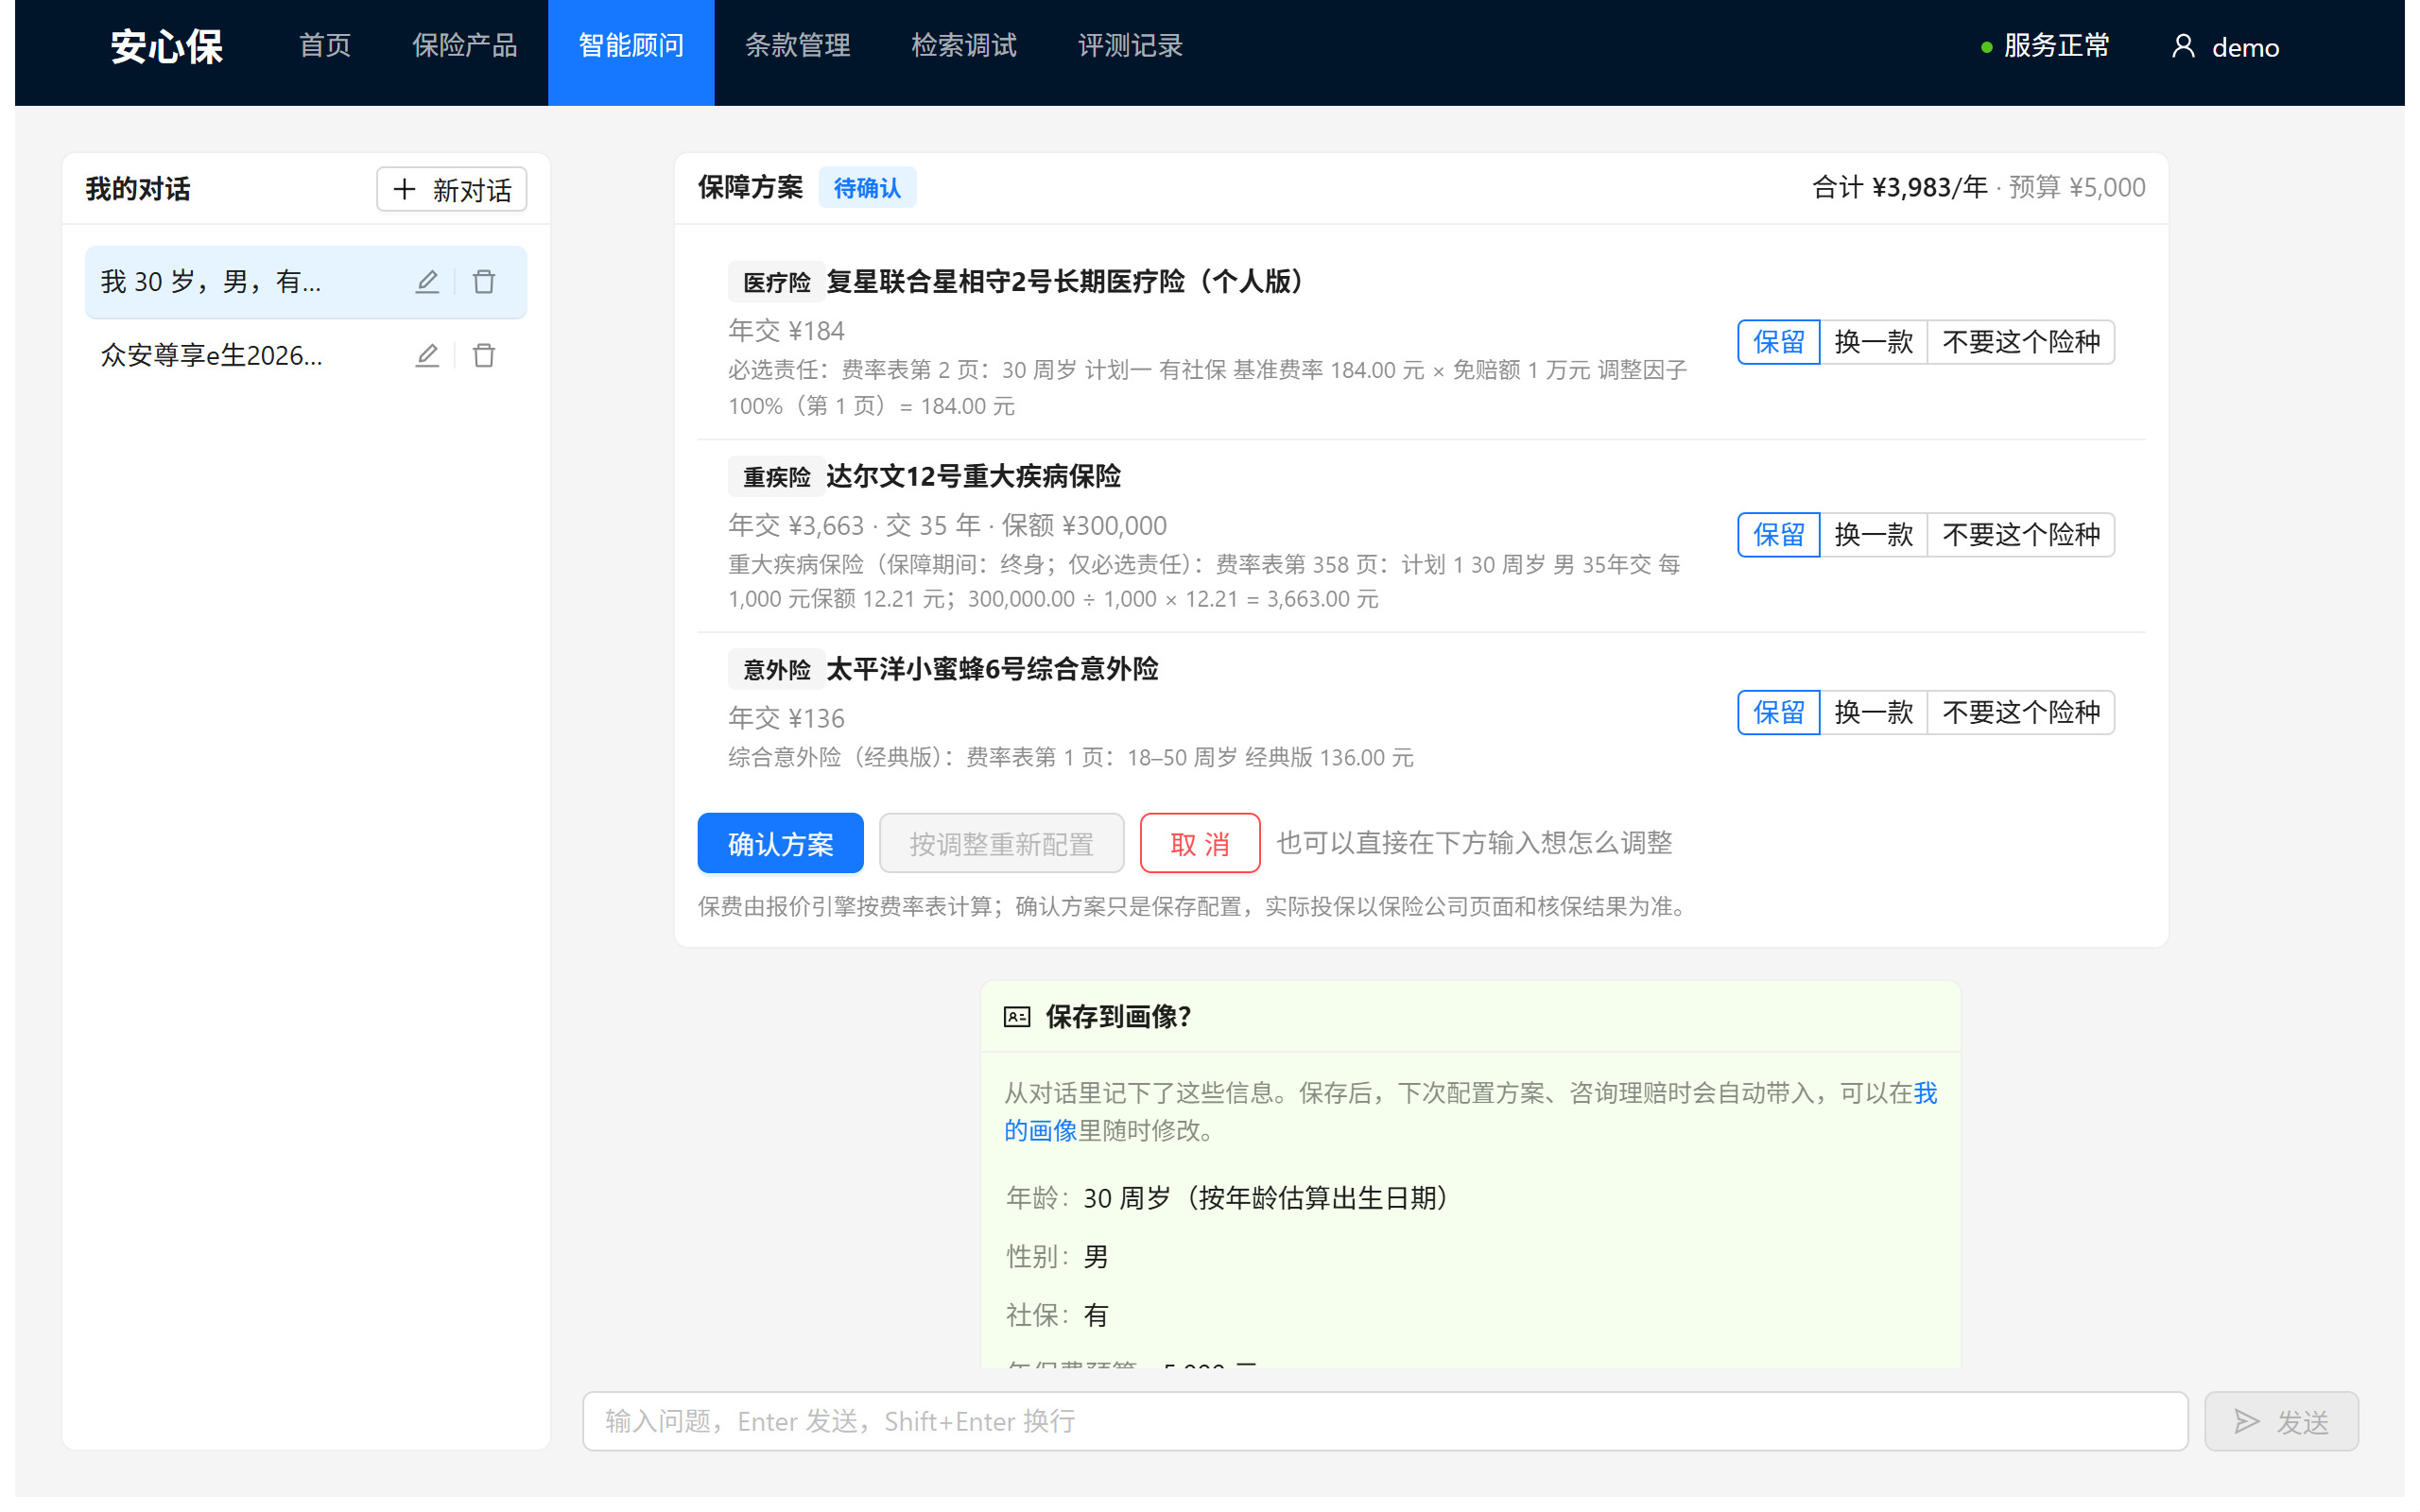 安心保 首页 保险产品 智能顾问 条款管理 检索调试 评测记录 服务正常 demo
我的对话 新对话
我 30 岁，男，有...
众安尊享e生2026...
保障方案 待确认 合计 ¥3,983/年 · 预算 ¥5,000
医疗险 复星联合星相守2号长期医疗险（个人版）
年交 ¥184
必选责任：费率表第 2 页：30 周岁 计划一 有社保 基准费率 184.00 元 × 免赔额 1 万元 调整因子
100%（第 1 页）= 184.00 元
保留 换一款 不要这个险种
重疾险 达尔文12号重大疾病保险
年交 ¥3,663 · 交 35 年 · 保额 ¥300,000
重大疾病保险（保障期间：终身；仅必选责任）：费率表第 358 页：计划 1 30 周岁 男 35年交 每
1,000 元保额 12.21 元；300,000.00 ÷ 1,000 × 12.21 = 3,663.00 元
保留 换一款 不要这个险种
意外险 太平洋小蜜蜂6号综合意外险
年交 ¥136
综合意外险（经典版）：费率表第 1 页：18–50 周岁 经典版 136.00 元
保留 换一款 不要这个险种
确认方案 按调整重新配置 取 消 也可以直接在下方输入想怎么调整
保费由报价引擎按费率表计算；确认方案只是保存配置，实际投保以保险公司页面和核保结果为准。
保存到画像？
从对话里记下了这些信息。保存后，下次配置方案、咨询理赔时会自动带入，可以在我
的画像里随时修改。
年龄：30 周岁（按年龄估算出生日期）
性别：男
社保：有
输入问题，Enter 发送，Shift+Enter 换行
发送